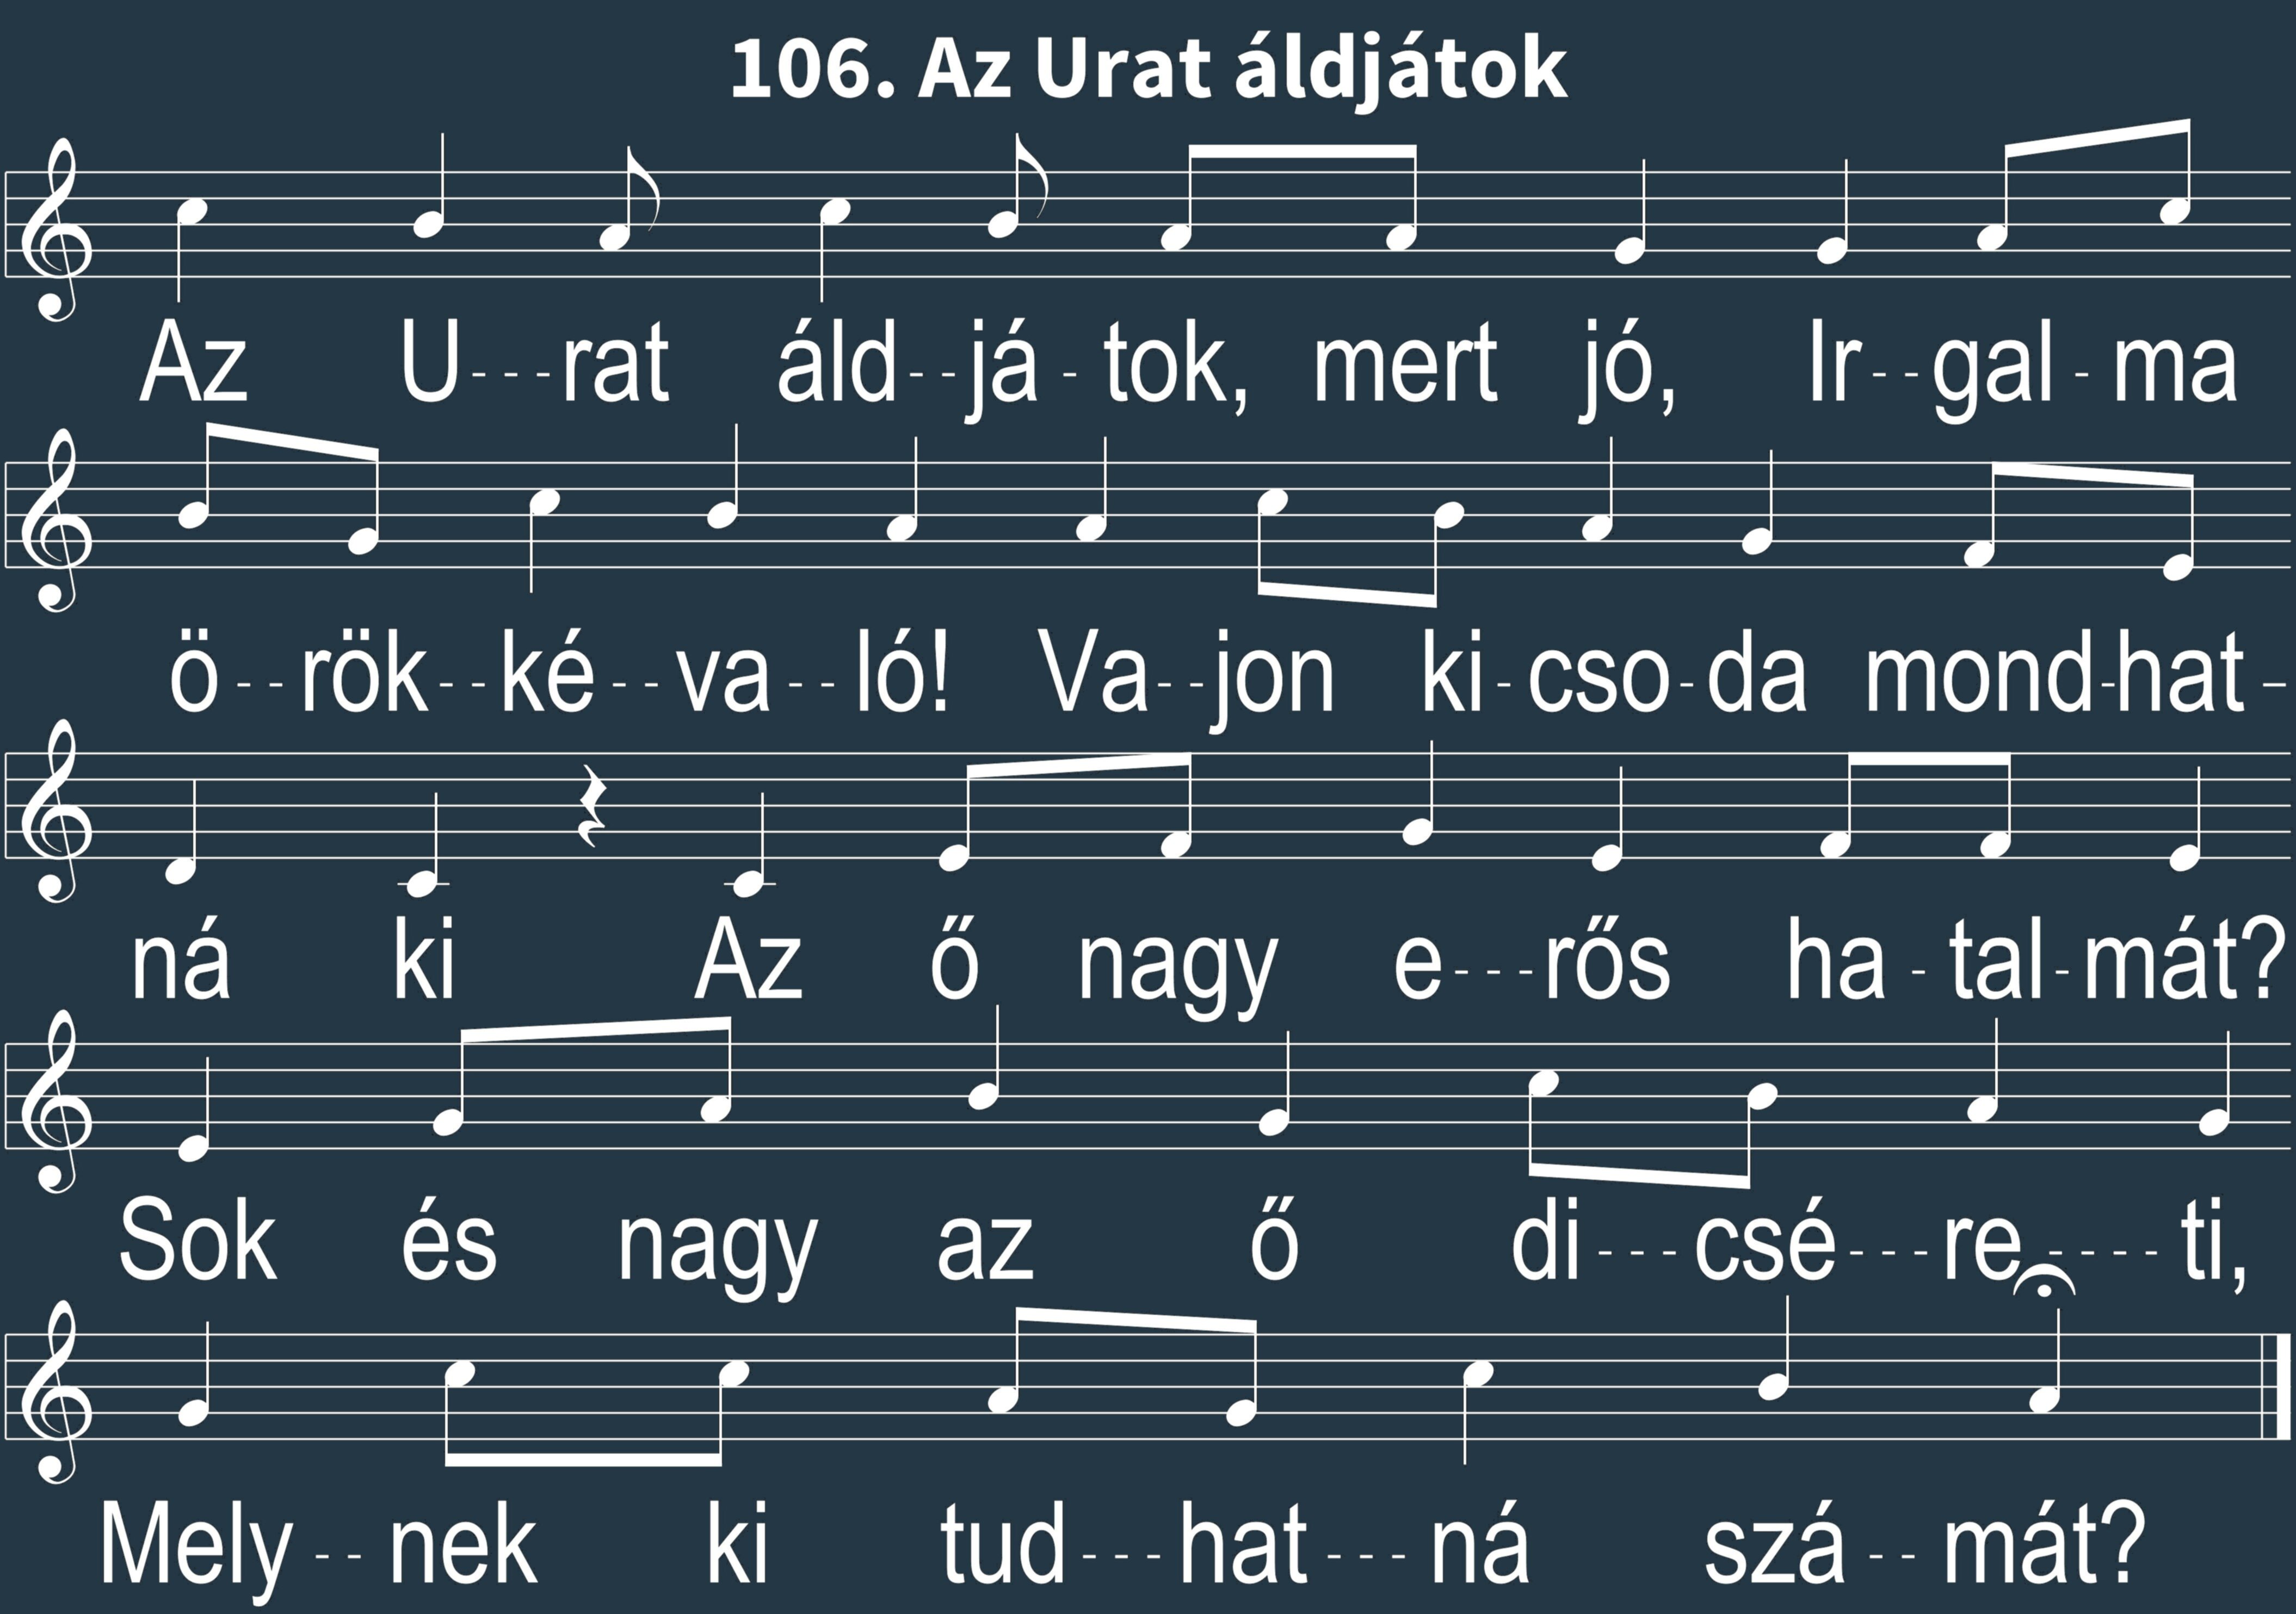 106. Az Urat áldjátok
Az U---rat áld--já-tok, mert jó, Ir--gal-ma
ö--rök--ké--va--ló! Va--jon ki-cso-da mond-hat-
ná ki Az ő nagy e---rős ha-tal-mát?
Sok és nagy az ő di---csé---re----ti,
Mely--nek ki tud---hat---ná szá--mát?